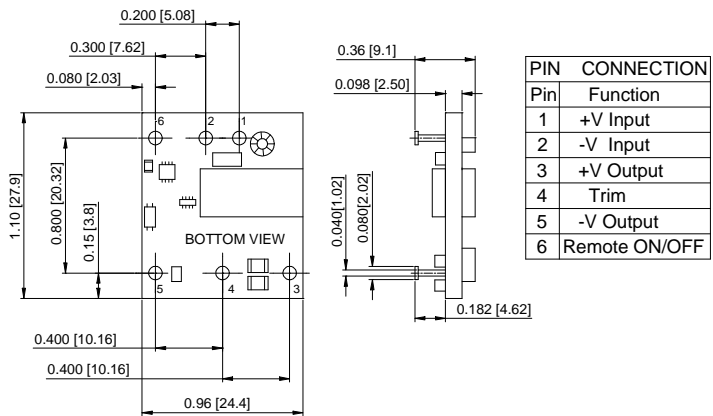 0.200 [5.08]
0.300 [7.62]
0.080 [2.03]
6
2
1
1.10 [27.9]
0.800 [20.32]
0.15 [3.8]
BOTTOM VIEW
5
4
3
0.400 [10.16]
0.400 [10.16]
0.96 [24.4]
0.36 [9.1]
0.098 [2.50]
0.040[1.02]
0.080[2.02]
0.182 [4.62]
PIN CONNECTION
Pin Function
1 +V Input
2 -V Input
3 +V Output
4 Trim
5 -V Output
6 Remote ON/OFF